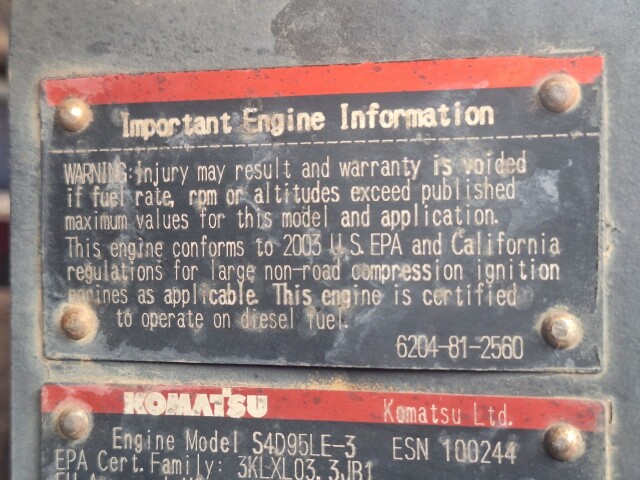 Important Engine Information
WARNING:Injury may result and warranty is voided
if fuel rate, rpm or altitudes exceed published
maximum values for this model and application.
This engine conforms to 2003 U.S.EPA and California
regulations for large non-road compression ignition
engines as applicable. This engine is certified
to operate on diesel fuel.
6204-81-2560
KOMATSU Komatsu Ltd.
Engine Model S4D95LE-3 ESN 100244
EPA Cert.Family: 3KLXL03.3JB1